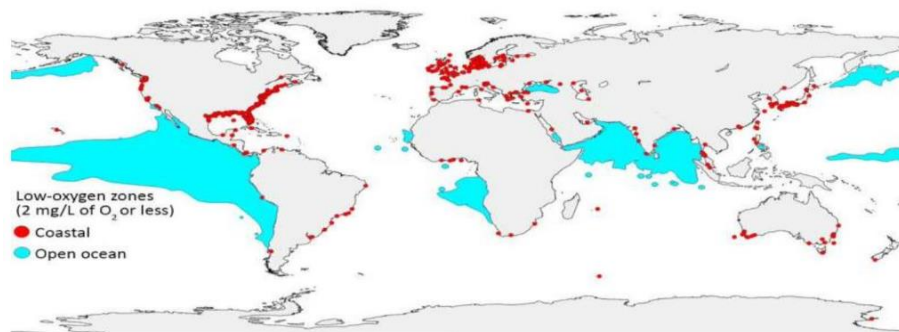 Low-oxygen zones
(2 mg/L of O₂ or less)
Coastal
Open ocean